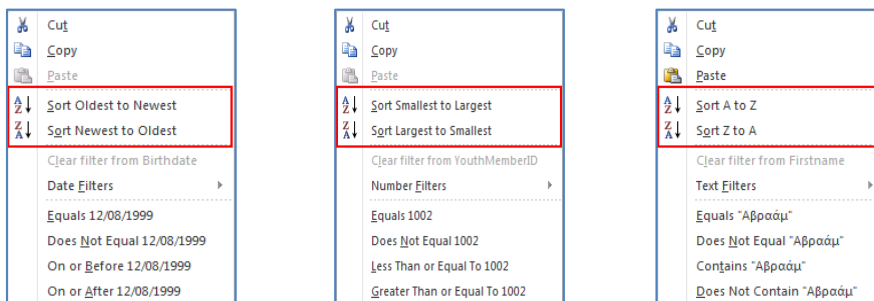 Cut
Copy
Paste
Sort Oldest to Newest
Sort Newest to Oldest
Clear filter from Birthdate
Date Filters
Equals 12/08/1999
Does Not Equal 12/08/1999
On or Before 12/08/1999
On or After 12/08/1999
Cut
Copy
Paste
Sort Smallest to Largest
Sort Largest to Smallest
Clear filter from YouthMemberID
Number Filters
Equals 1002
Does Not Equal 1002
Less Than or Equal To 1002
Greater Than or Equal To 1002
Cut
Copy
Paste
Sort A to Z
Sort Z to A
Clear filter from Firstname
Text Filters
Equals "Αβραάμ"
Does Not Equal "Αβραάμ"
Contains "Αβραάμ"
Does Not Contain "Αβραάμ"